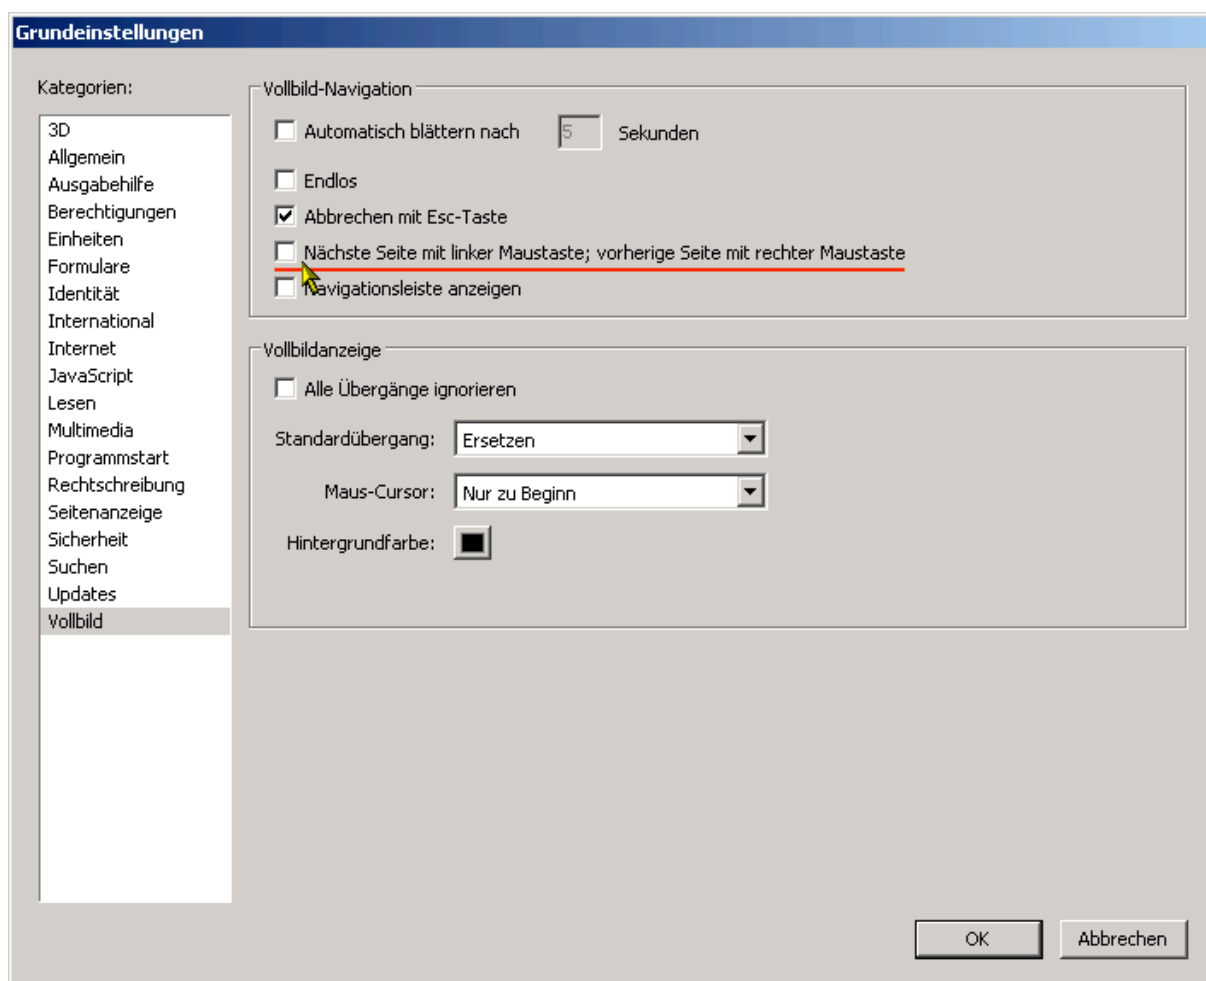 Grundeinstellungen
Kategorien:
3D
Allgemein
Ausgabehilfe
Berechtigungen
Einheiten
Formulare
Identität
International
Internet
JavaScript
Lesen
Multimedia
Programmstart
Rechtschreibung
Seitenanzeige
Sicherheit
Suchen
Updates
Vollbild
Vollbild-Navigation
Automatisch blättern nach 5 Sekunden
Endlos
Abbrechen mit Esc-Taste
Nächste Seite mit linker Maustaste; vorherige Seite mit rechter Maustaste
Navigationsleiste anzeigen
Vollbildanzeige
Alle Übergänge ignorieren
Standardübergang: Ersetzen
Maus-Cursor: Nur zu Beginn
Hintergrundfarbe:
OK Abbrechen